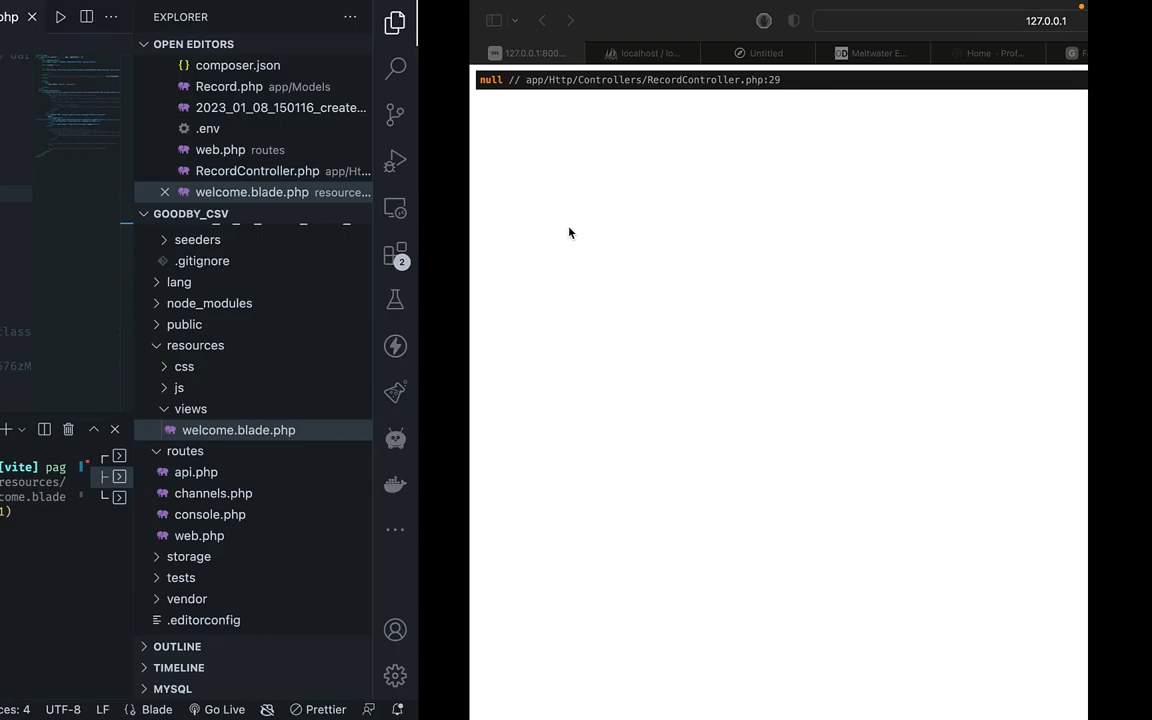 php
EXPLORER
OPEN EDITORS
{} composer.json
Record.php app/Models
2023_01_08_150116_create...
.env
web.php routes
RecordController.php app/Ht...
welcome.blade.php resource...
GOODBY_CSV
seeders
.gitignore
lang
node_modules
public
resources
css
js
views
welcome.blade.php
routes
api.php
channels.php
console.php
web.php
storage
tests
vendor
.editorconfig
OUTLINE
TIMELINE
MYSQL
class
576zM
[vite] pag
resources/
come.blade
1)
2
ces: 4 UTF-8 LF {} Blade Go Live Prettier
127.0.0.1
127.0.0.1:800...
localhost / lo...
Untitled
Meltwater E...
Home - Prof...
null // app/Http/Controllers/RecordController.php:29